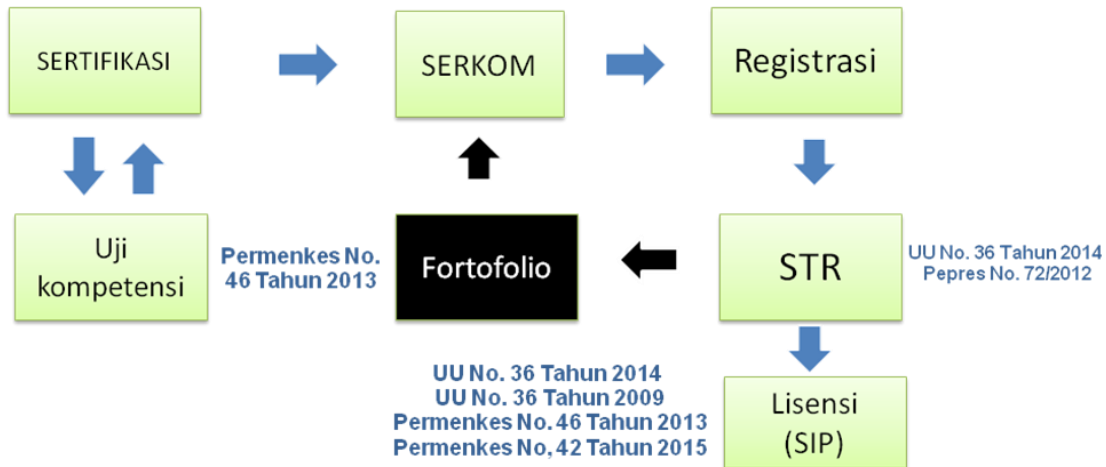 SERTIFIKASI
SERKOM
Registrasi
Uji
kompetensi
Permenkes No.
46 Tahun 2013
Fortofolio
STR
UU No. 36 Tahun 2014
Pepres No. 72/2012
UU No. 36 Tahun 2014
UU No. 36 Tahun 2009
Permenkes No. 46 Tahun 2013
Permenkes No, 42 Tahun 2015
Lisensi
(SIP)